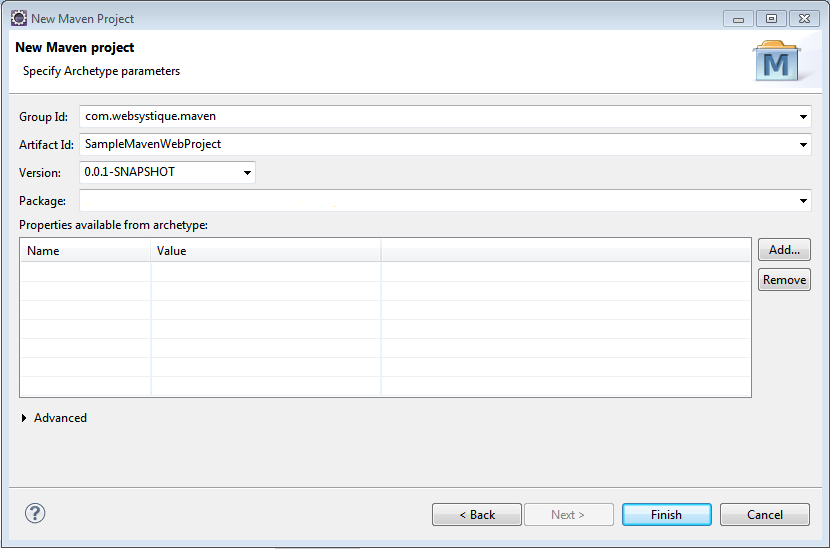 New Maven Project
New Maven project
Specify Archetype parameters
M
Group Id: com.websystique.maven
Artifact Id: SampleMavenWebProject
Version: 0.0.1-SNAPSHOT
Package:
Properties available from archetype:
Name Value
Add...
Remove
Advanced
? < Back Next > Finish Cancel